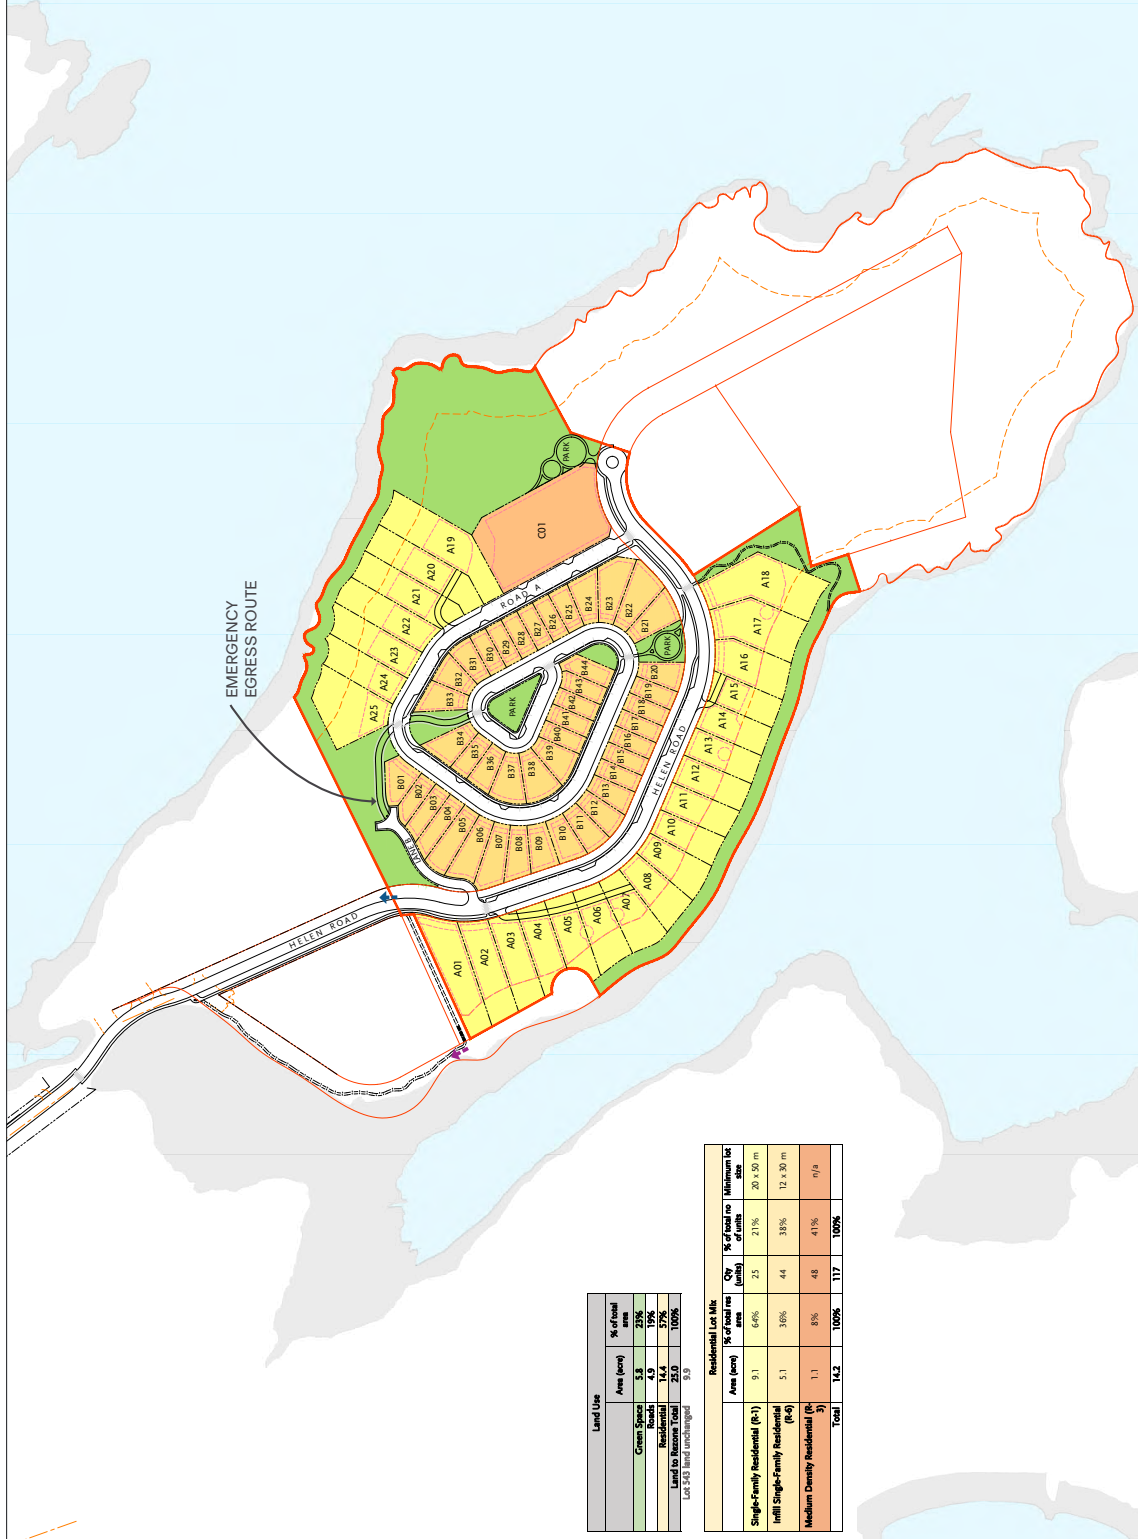 EMERGENCY
EGRESS ROUTE
HELEN ROAD
LANE B
ROAD A
HELEN ROAD
PARK
PARK
PARK
C01
A01
A02
A03
A04
A05
A06
A07
A08
A09
A10
A11
A12
A13
A14
A15
A16
A17
A18
A19
A20
A21
A22
A23
A24
A25
B01
B02
B03
B04
B05
B06
B07
B08
B09
B10
B11
B12
B13
B14
B15
B16
B17
B18
B19
B20
B21
B22
B23
B24
B25
B26
B27
B28
B29
B30
B31
B32
B33
B34
B35
B36
B37
B38
B39
B40
B41
B42
B43
B44
Land Use
Area (acre) % of total area
Green Space 5.8 23%
Roads 4.9 19%
Residential 14.4 57%
Land to Rezone Total 25.0 100%
Lot 543 land unchanged 9.9
Residential Lot Mix
Area (acre) % of total res area Qty (units) % of total no of units Minimum lot size
Single-Family Residential (R-1) 9.1 64% 25 21% 20 x 50 m
Infill Single-Family Residential (R-6) 5.1 36% 44 38% 12 x 30 m
Medium Density Residential (R-3) 1.1 8% 48 41% n/a
Total 14.2 100% 117 100%